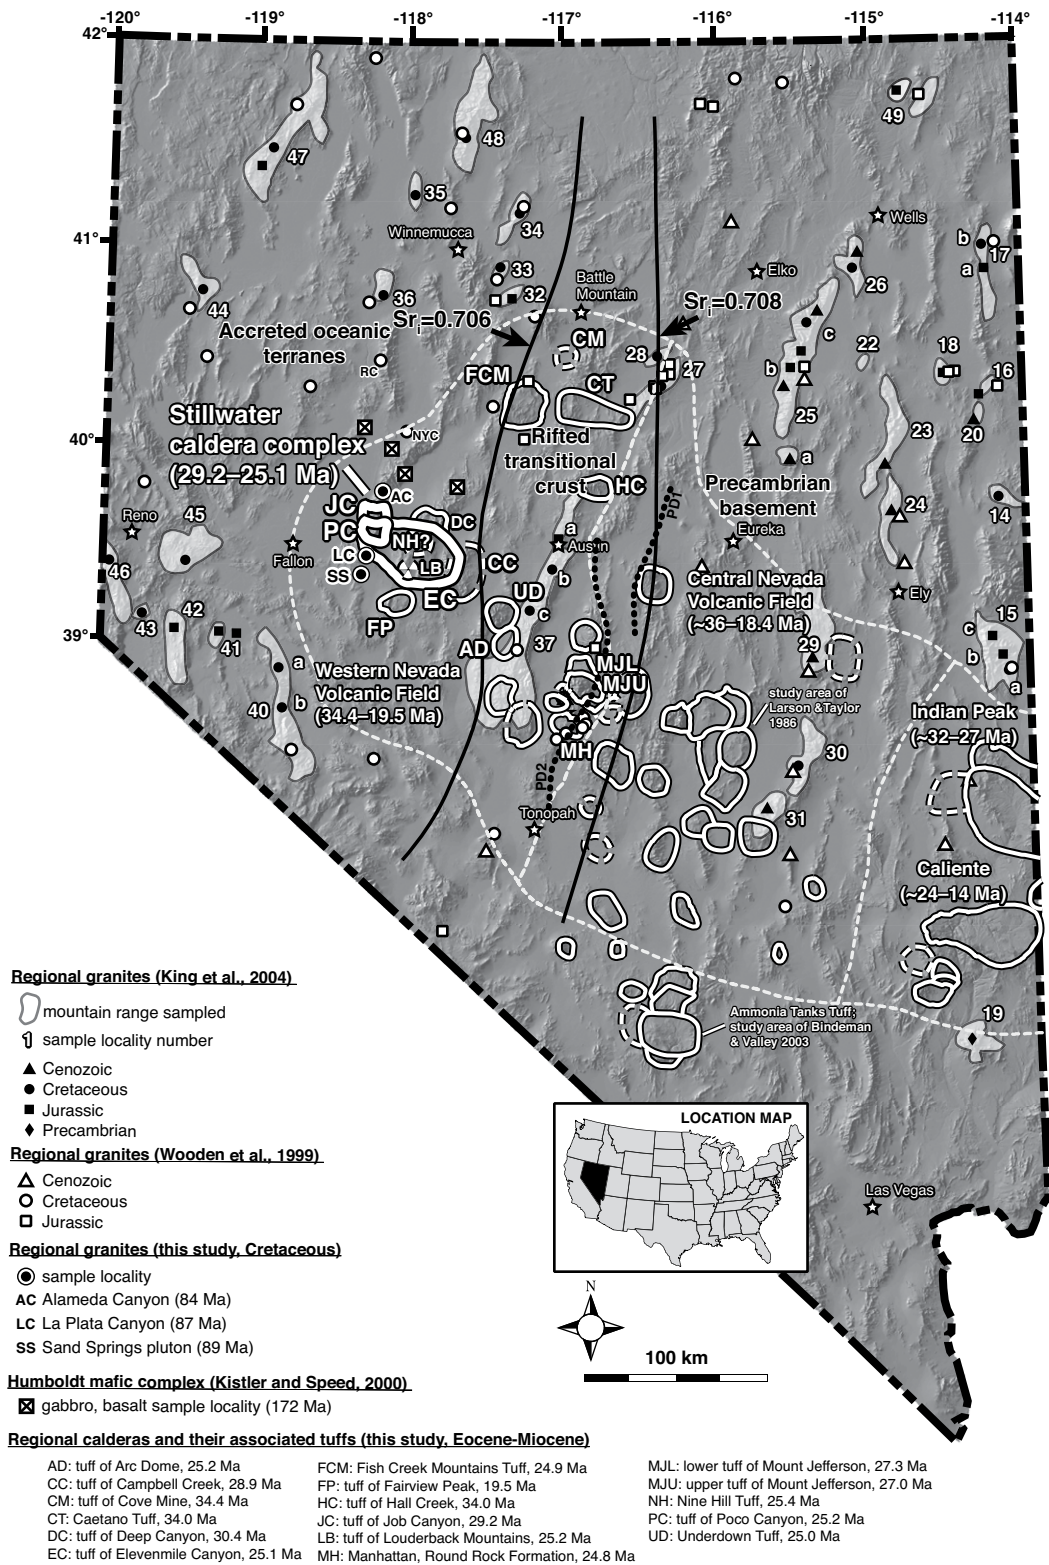 -120° -119° -118° -117° -116° -115° -114°
42°
49
48
47
35
Winnemucca
34
Wells
41°
b
17
a
33
32
36
44
Battle
Mountain
Elko
26
Sri=0.706
Sri=0.708
Accreted oceanic
terranes
RC
CM
28
27
c
22
18
16
b
FCM
CT
25
20
23
Stillwater
caldera complex
(29.2–25.1 Ma)
NYC
40°
Rifted
transitional
crust
a
HC
Precambrian
basement
AC
JC
PC
DC
NH?
PD1
24
14
Reno
45
Fallon
a
Austin
Eureka
LC
LB
SS
CC
46
b
EC
UD
Central Nevada
Volcanic Field
(~36–18.4 Ma)
Ely
FP
c
42
43
39°
41
AD
37
15
c
b
a
29
MJL
MJU
a
Western Nevada
Volcanic Field
(34.4–19.5 Ma)
40
b
study area of
Larson &Taylor
1986
Indian Peak
(~32–27 Ma)
MH
30
PD2
Tonopah
31
Caliente
(~24–14 Ma)
Ammonia Tanks Tuff;
study area of Bindeman
& Valley 2003
19
Las Vegas
LOCATION MAP
N
100 km
Regional granites (King et al., 2004)
mountain range sampled
1 sample locality number
Cenozoic
Cretaceous
Jurassic
Precambrian
Regional granites (Wooden et al., 1999)
Cenozoic
Cretaceous
Jurassic
Regional granites (this study, Cretaceous)
sample locality
AC Alameda Canyon (84 Ma)
LC La Plata Canyon (87 Ma)
SS Sand Springs pluton (89 Ma)
Humboldt mafic complex (Kistler and Speed, 2000)
gabbro, basalt sample locality (172 Ma)
Regional calderas and their associated tuffs (this study, Eocene-Miocene)
AD: tuff of Arc Dome, 25.2 Ma
CC: tuff of Campbell Creek, 28.9 Ma
CM: tuff of Cove Mine, 34.4 Ma
CT: Caetano Tuff, 34.0 Ma
DC: tuff of Deep Canyon, 30.4 Ma
EC: tuff of Elevenmile Canyon, 25.1 Ma
FCM: Fish Creek Mountains Tuff, 24.9 Ma
FP: tuff of Fairview Peak, 19.5 Ma
HC: tuff of Hall Creek, 34.0 Ma
JC: tuff of Job Canyon, 29.2 Ma
LB: tuff of Louderback Mountains, 25.2 Ma
MH: Manhattan, Round Rock Formation, 24.8 Ma
MJL: lower tuff of Mount Jefferson, 27.3 Ma
MJU: upper tuff of Mount Jefferson, 27.0 Ma
NH: Nine Hill Tuff, 25.4 Ma
PC: tuff of Poco Canyon, 25.2 Ma
UD: Underdown Tuff, 25.0 Ma